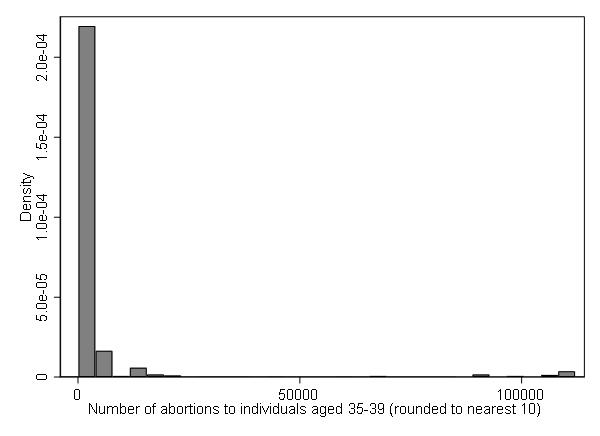 Density
2.0e-04
1.5e-04
1.0e-04
5.0e-05
0
0
50000
100000
Number of abortions to individuals aged 35-39 (rounded to nearest 10)